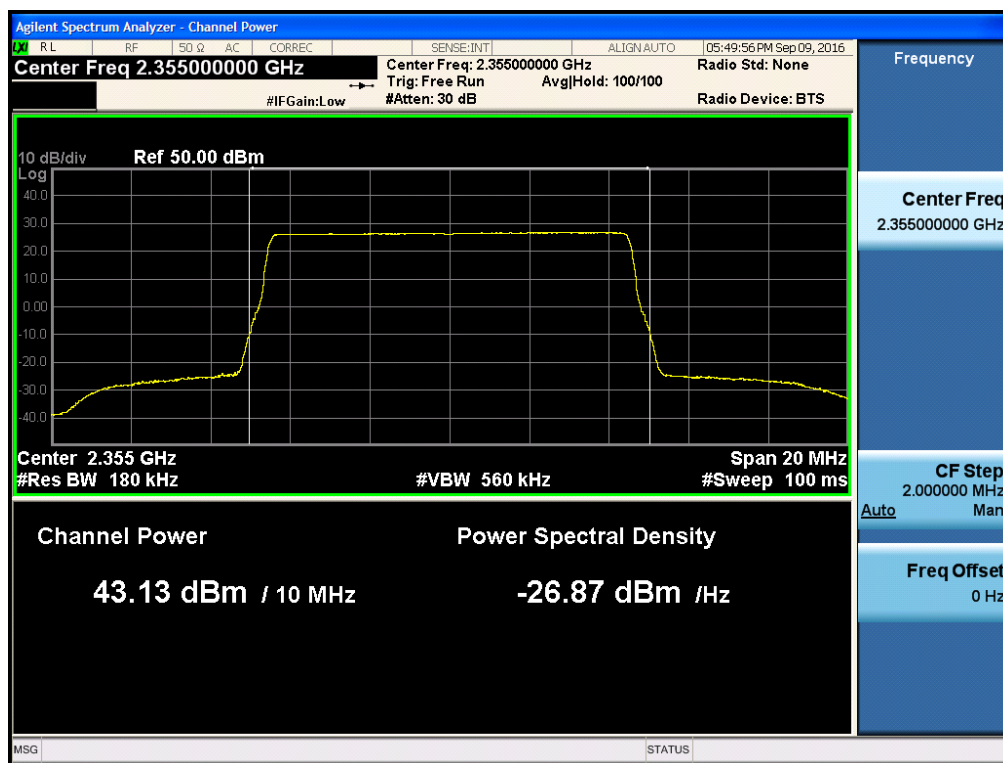 Agilent Spectrum Analyzer - Channel Power
LXI RL RF 50 Ω AC CORREC SENSE:INT ALIGN AUTO 05:49:56 PM Sep 09, 2016
Center Freq 2.355000000 GHz
Center Freq: 2.355000000 GHz
Radio Std: None
Trig: Free Run Avg|Hold: 100/100
#IFGain:Low
#Atten: 30 dB
Radio Device: BTS
10 dB/div Ref 50.00 dBm
Log
40.0
30.0
20.0
10.0
0.00
-10.0
-20.0
-30.0
-40.0
Center 2.355 GHz Span 20 MHz
#Res BW 180 kHz #VBW 560 kHz #Sweep 100 ms
Channel Power Power Spectral Density
43.13 dBm / 10 MHz -26.87 dBm /Hz
Frequency
Center Freq
2.355000000 GHz
CF Step
2.000000 MHz
Auto Man
Freq Offset
0 Hz
MSG STATUS